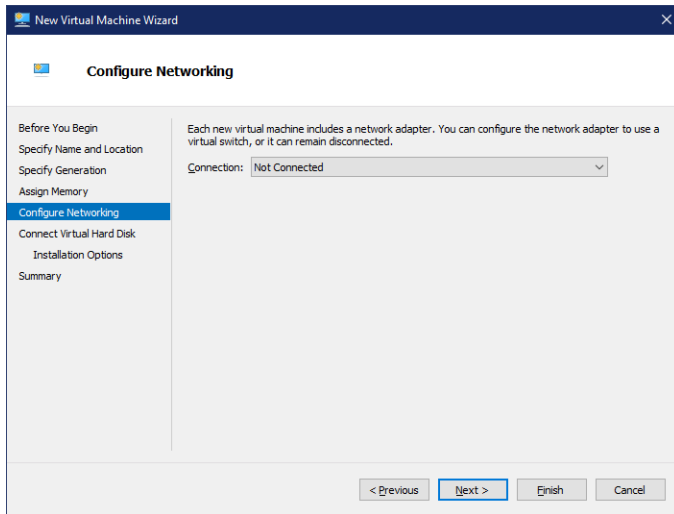 New Virtual Machine Wizard
Configure Networking
Before You Begin
Specify Name and Location
Specify Generation
Assign Memory
Configure Networking
Connect Virtual Hard Disk
Installation Options
Summary
Each new virtual machine includes a network adapter. You can configure the network adapter to use a
virtual switch, or it can remain disconnected.
Connection: Not Connected
< Previous Next > Finish Cancel